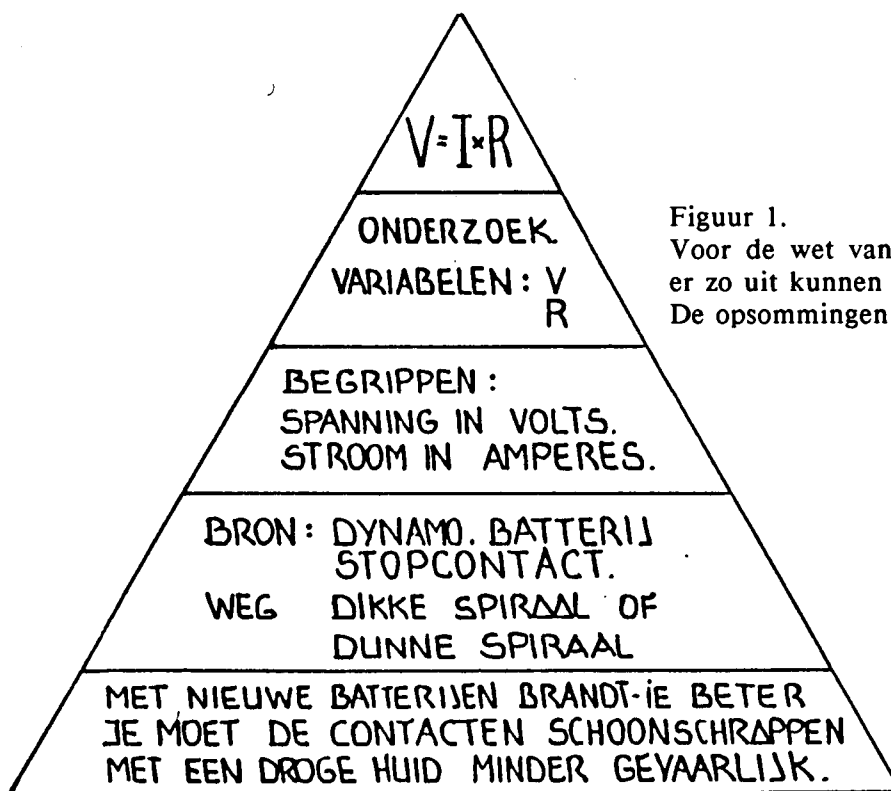 V=I×R
ONDERZOEK.
VARIABELEN: V
R
Figuur 1.
Voor de wet van
er zo uit kunnen
De opsommingen
BEGRIPPEN:
SPANNING IN VOLTS.
STROOM IN AMPERES.
BRON: DYNAMO. BATTERIJ
STOPCONTACT.
WEG DIKKE SPIRAAL OF
DUNNE SPIRAAL
MET NIEUWE BATTERIJEN BRANDT-iE BETER
JE MOET DE CONTACTEN SCHOONSCHRAPPEN
MET EEN DROGE HUID MINDER GEVAARLIJK.